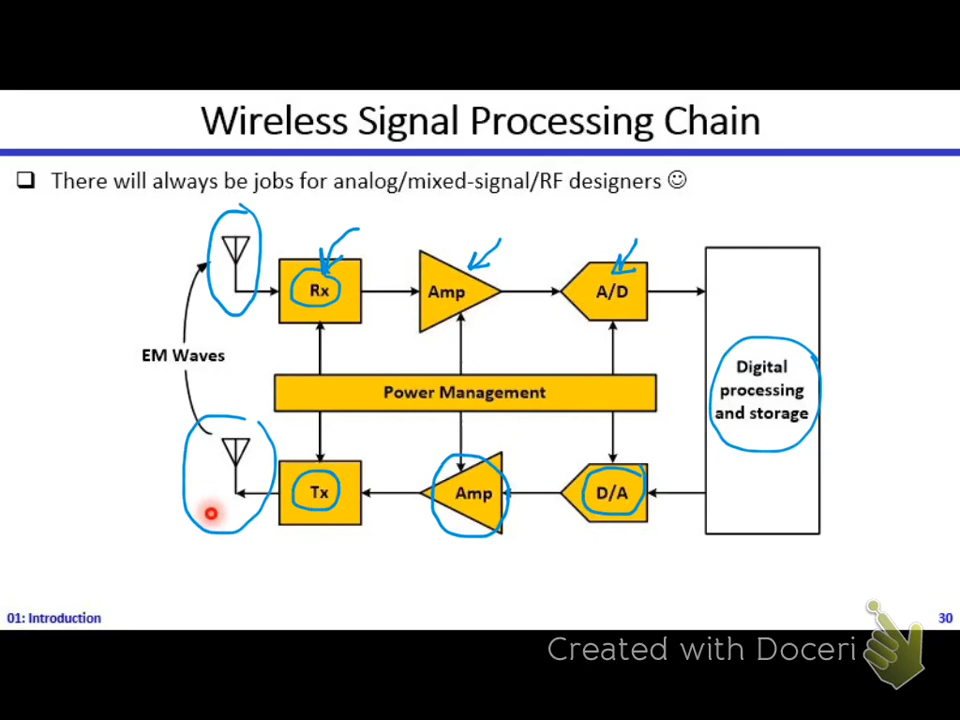 Wireless Signal Processing Chain
❑ There will always be jobs for analog/mixed-signal/RF designers ☺
Rx
Amp
A/D
EM Waves
Power Management
Digital
processing
and storage
Tx
Amp
D/A
01: Introduction
30
Created with Doceri